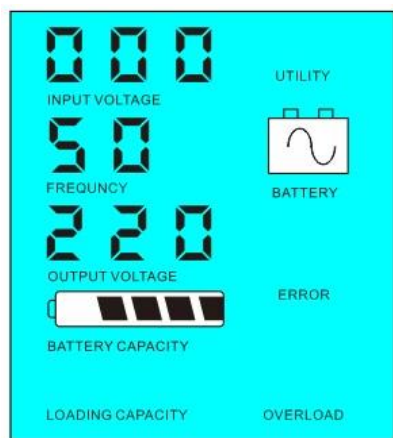 000
UTILITY
INPUT VOLTAGE
50
FREQUNCY
BATTERY
220
OUTPUT VOLTAGE
ERROR
BATTERY CAPACITY
LOADING CAPACITY
OVERLOAD